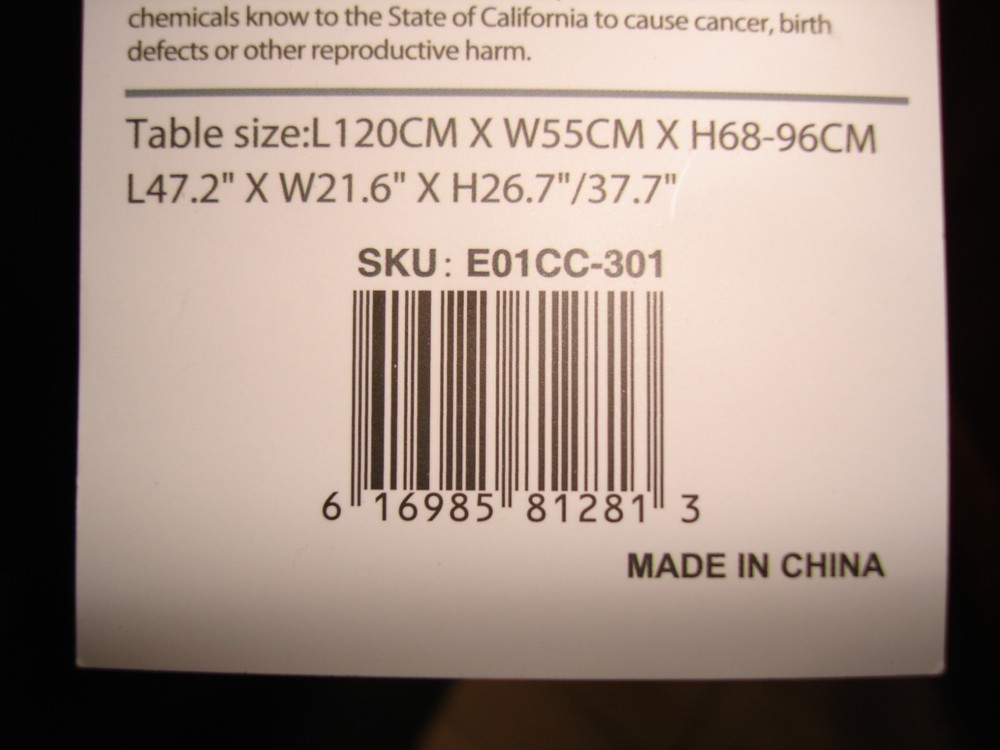 chemicals know to the State of California to cause cancer, birth
defects or other reproductive harm.
Table size:L120CM X W55CM X H68-96CM
L47.2" X W21.6" X H26.7"/37.7"
SKU: E01CC-301
6 16985 81281 3
MADE IN CHINA